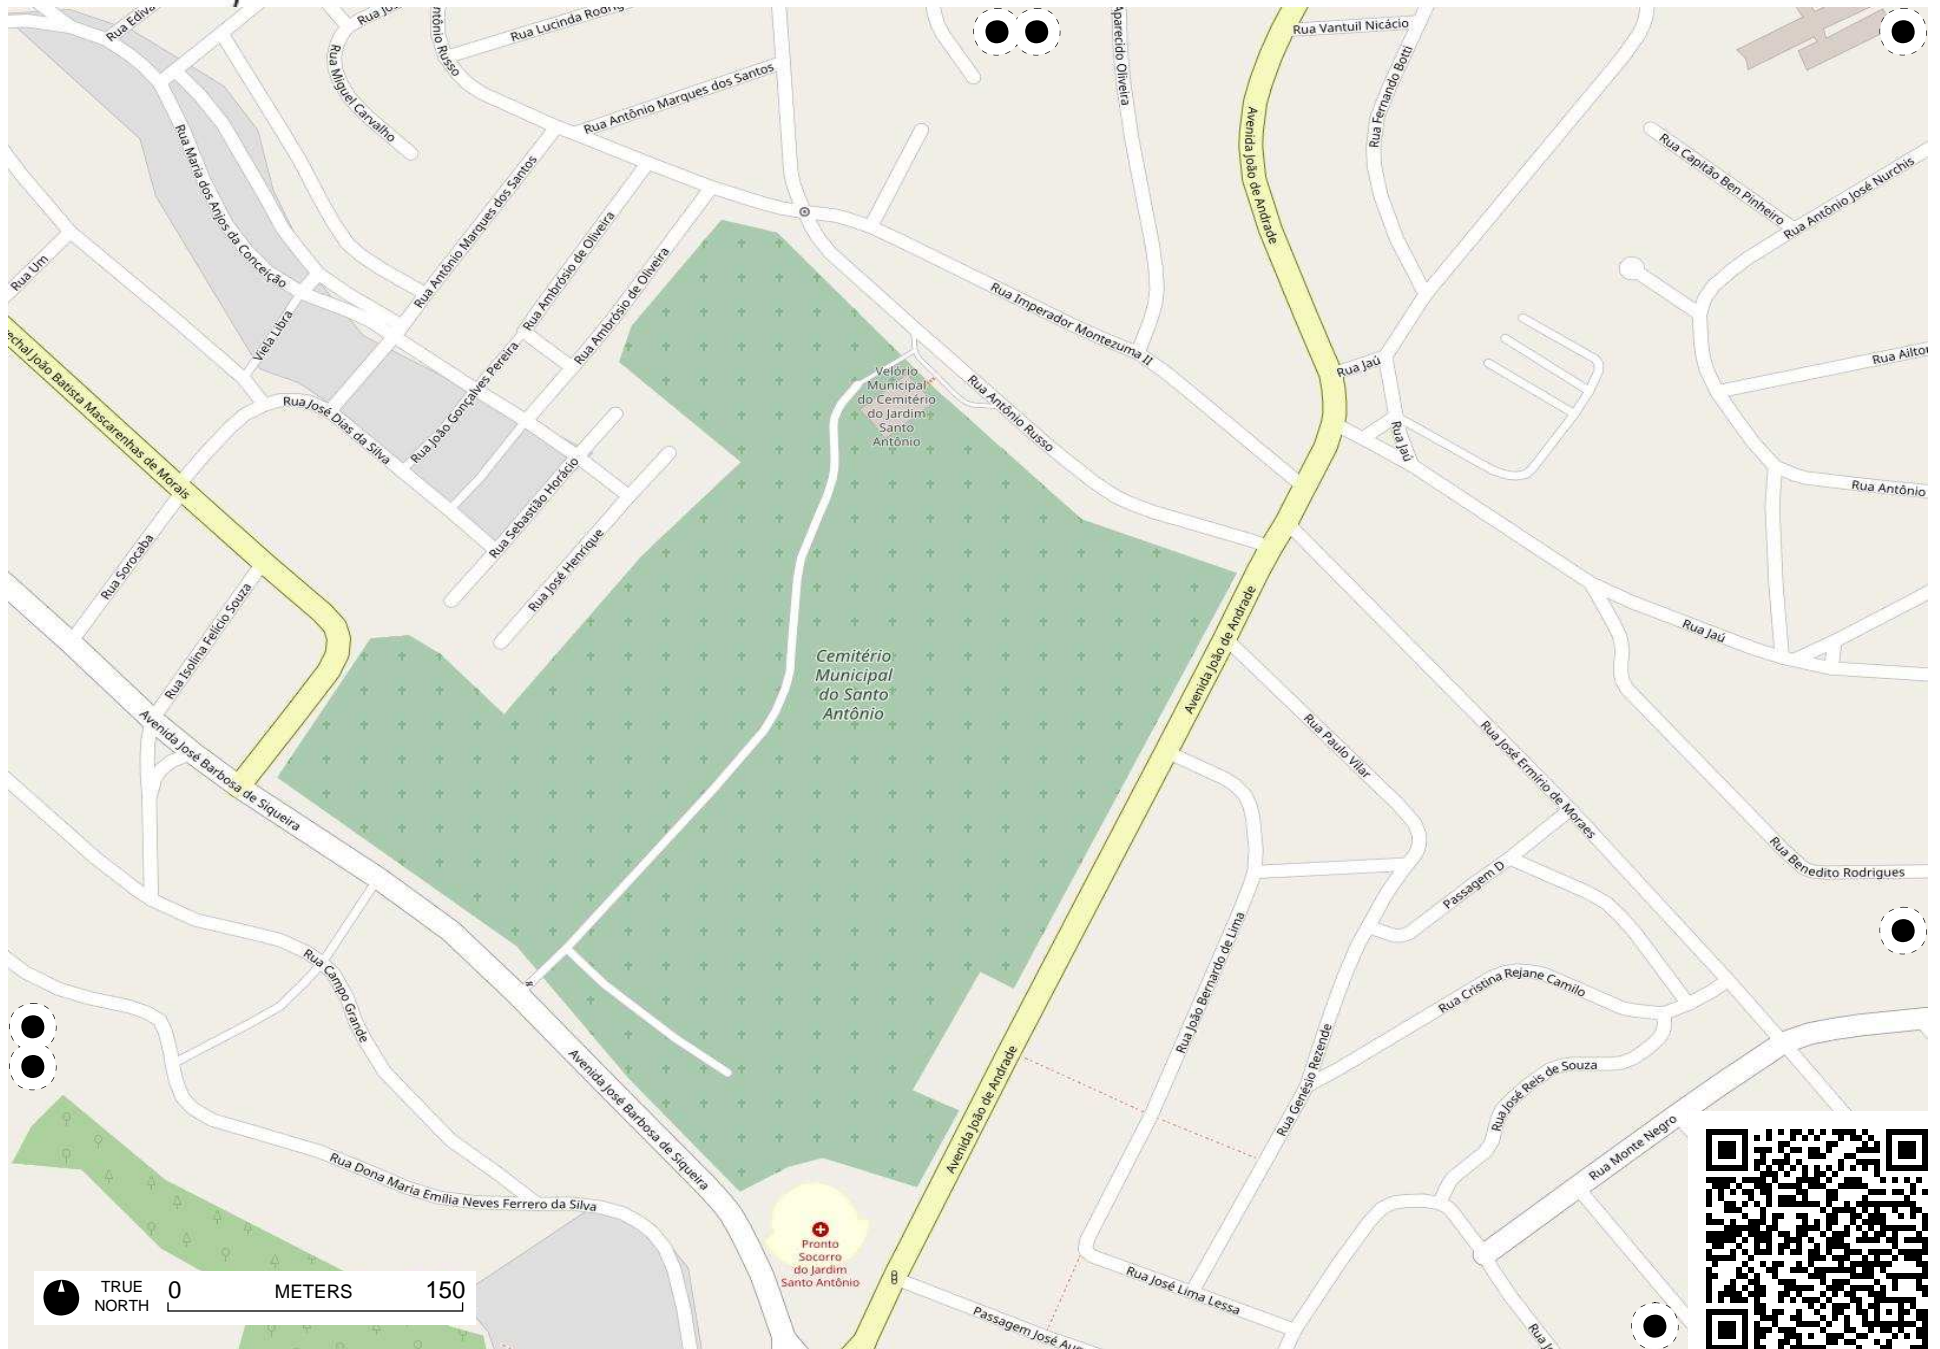 Rua Lucinda
Rua Miguel Carvalho
Rua Antônio Marques dos Santos
Rua Vantuil Nicácio
Aparecido Oliveira
Avenida João de Andrade
Rua Fernando Botti
Rua Capitão Ben Pinheiro
Rua Antônio José Nurchis
Rua Maria dos Anjos da Conceição
Rua Antônio Marques dos Santos
Rua Ambrósio de Oliveira
Rua Ambrósio de Oliveira
Rua Um
Viela Libra
Rua Imperador Montezuma II
Rua Jaú
Rua João Gonçalves Pereira
Rua José Dias da Silva
João Batista Mascarenhas de Morais
Velório
Municipal
do Cemitério
do Jardim
Santo
Antônio
Rua Antônio Russo
Rua Jaú
Rua Antônio
Rua Sebastião Horácio
Rua José Henrique
Rua Sorocaba
Rua Isolina Felício Souza
Rua Jaú
Cemitério
Municipal
do Santo
Antônio
Avenida João de Andrade
Avenida José Barbosa de Siqueira
Rua Paulo Vilar
Rua José Ermírio de Moraes
Rua Benedito Rodrigues
Passagem D
Rua João Bernardo de Lima
Rua Campo Grande
Rua Cristina Rejane Camilo
Rua Genésio Rezende
Rua José Reis de Souza
Avenida José Barbosa de Siqueira
Avenida João de Andrade
Rua Monte Negro
Rua Dona Maria Emília Neves Ferrero da Silva
Pronto
Socorro
do Jardim
Santo Antônio
Rua José Lima Lessa
Passagem José
TRUE
NORTH
0 METERS 150